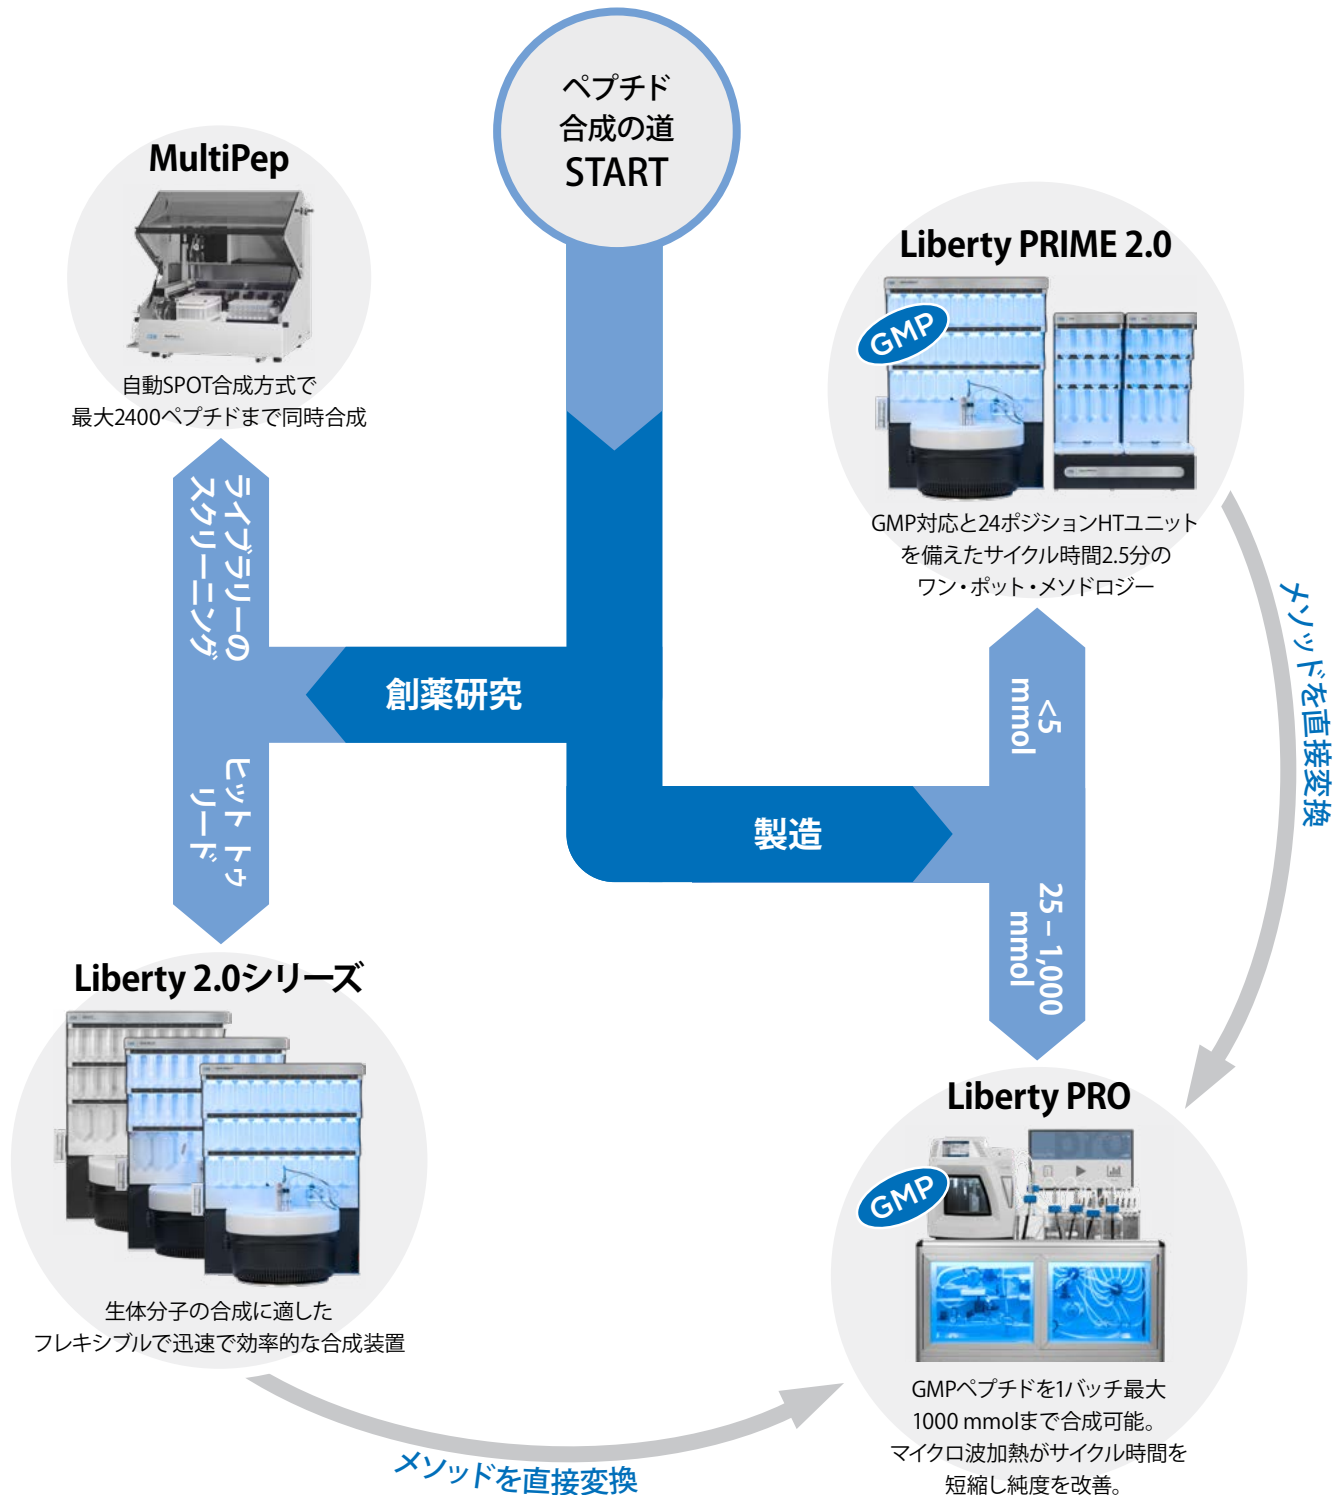 ペプチド
合成の道
START
MultiPep
自動SPOT合成方式で
最大2400ペプチドまで同時合成
Liberty PRIME 2.0
GMP
GMP対応と24ポジションHTユニット
を備えたサイクル時間2.5分の
ワン・ポット・メソドロジー
ライブラリーの
スクリーニング
創薬研究
ヒット トゥ
リード
製造
<5
mmol
25 – 1,000
mmol
メソッドを直接変換
Liberty 2.0シリーズ
生体分子の合成に適した
フレキシブルで迅速で効率的な合成装置
Liberty PRO
GMP
GMPペプチドを1バッチ最大
1000 mmolまで合成可能。
マイクロ波加熱がサイクル時間を
短縮し純度を改善。
メソッドを直接変換